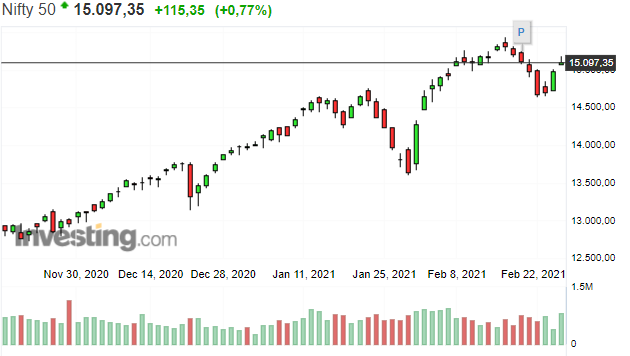 Nifty 50 15.097,35 +115,35 (+0,77%)
P
15.097,35
14.500,00
14.000,00
13.500,00
13.000,00
12.500,00
Investing.com
Nov 30, 2020 Dec 14, 2020 Dec 28, 2020 Jan 11, 2021 Jan 25, 2021 Feb 8, 2021 Feb 22, 2021
1.5M
0